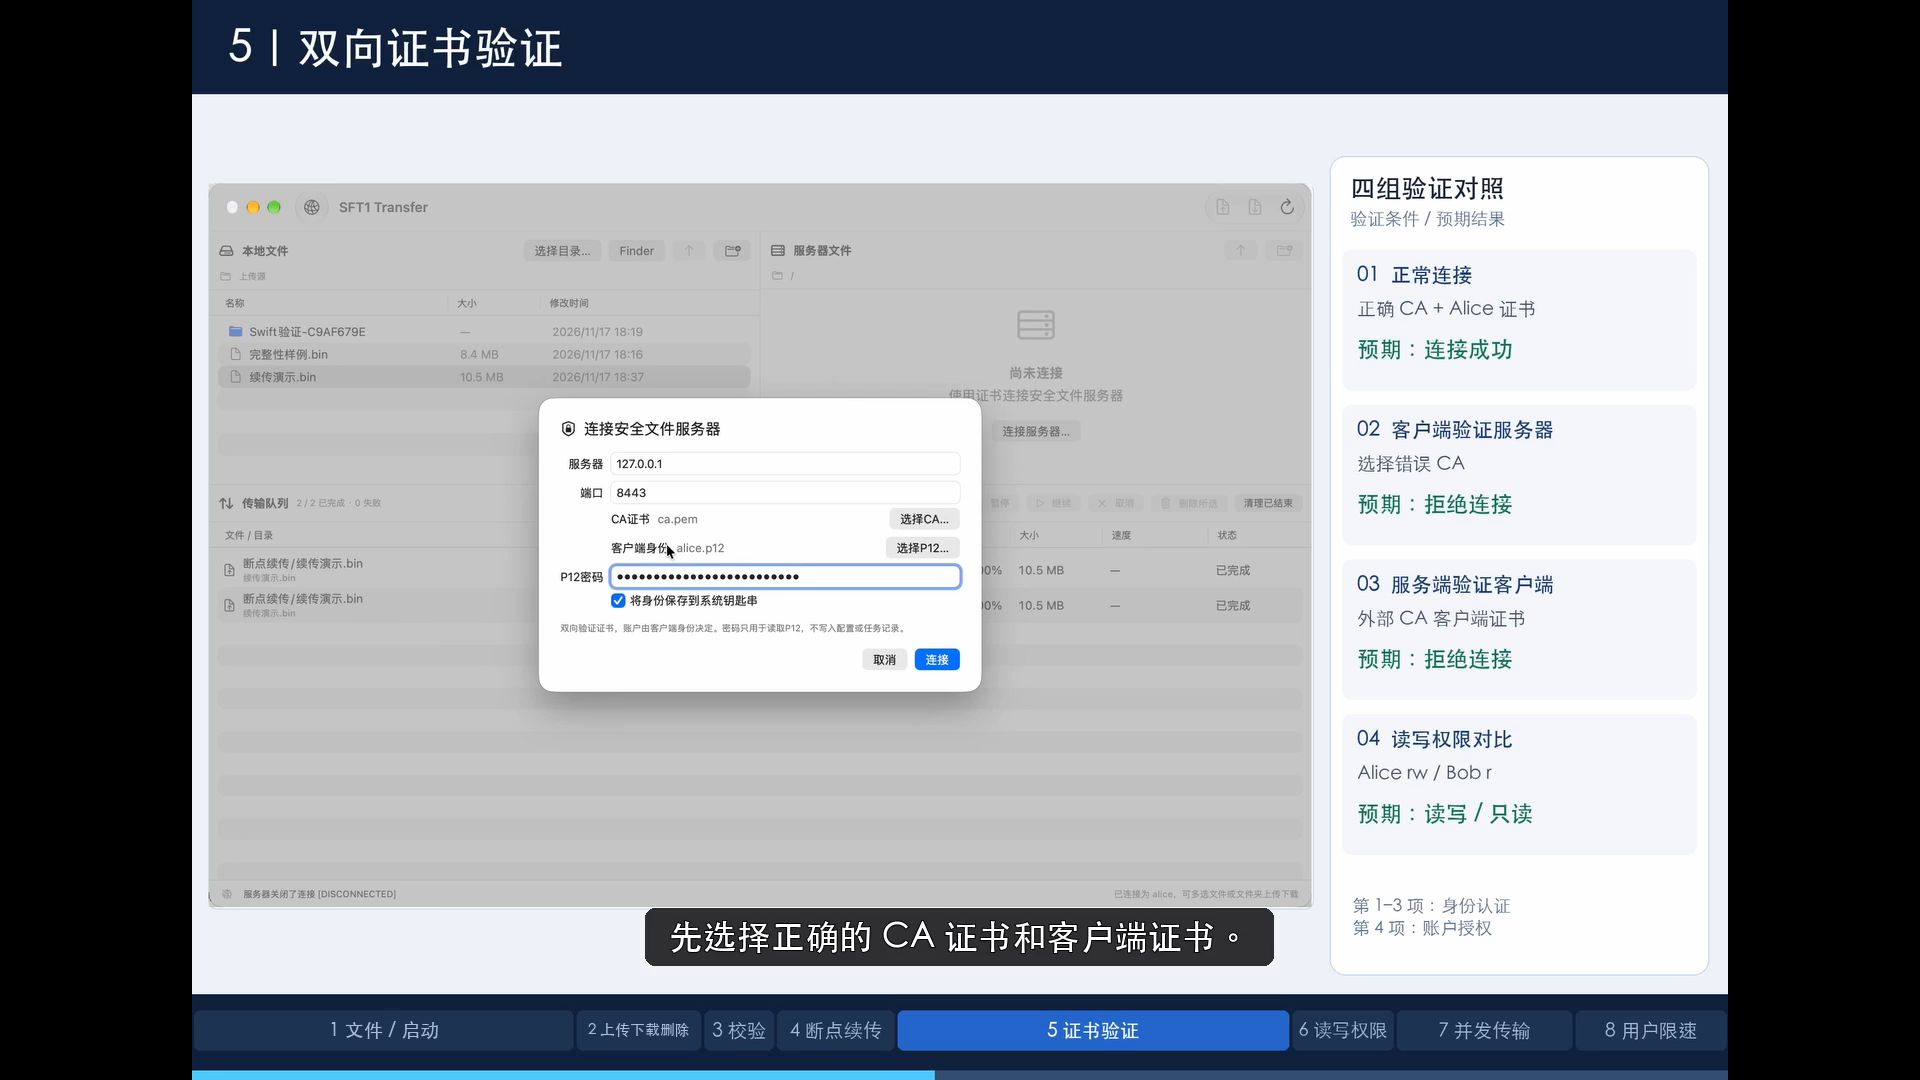 5 | 双向证书验证
SFT1 Transfer
本地文件
选择目录...
Finder
上传源
名称
大小
修改时间
Swift验证-C9AF679E
—
2026/11/17 18:19
完整性样例.bin
8.4 MB
2026/11/17 18:16
续传演示.bin
10.5 MB
2026/11/17 18:37
服务器文件
/
尚未连接
使用证书连接安全文件服务器
连接服务器...
连接安全文件服务器
服务器 127.0.0.1
端口 8443
CA证书 ca.pem 选择CA...
客户端身份 alice.p12 选择P12...
P12密码 •••••••••••••••••••••••••
将身份保存到系统钥匙串
双向验证证书，账户由客户端身份决定。密码只用于读取P12，不写入配置或任务记录。
取消
连接
传输队列 2 / 2 已完成 · 0 失败
暂停
继续
取消
删除所选
清理已结束
文件 / 目录
大小
速度
状态
断点续传/续传演示.bin
续传演示.bin
00% 10.5 MB — 已完成
断点续传/续传演示.bin
续传演示.bin
00% 10.5 MB — 已完成
服务器关闭了连接 [DISCONNECTED]
已连接为 alice，可多选文件或文件夹上传下载
四组验证对照
验证条件 / 预期结果
01 正常连接
正确 CA + Alice 证书
预期：连接成功
02 客户端验证服务器
选择错误 CA
预期：拒绝连接
03 服务端验证客户端
外部 CA 客户端证书
预期：拒绝连接
04 读写权限对比
Alice rw / Bob r
预期：读写 / 只读
第 1–3 项：身份认证
第 4 项：账户授权
先选择正确的 CA 证书和客户端证书。
1 文件 / 启动
2 上传下载删除
3 校验
4 断点续传
5 证书验证
6 读写权限
7 并发传输
8 用户限速